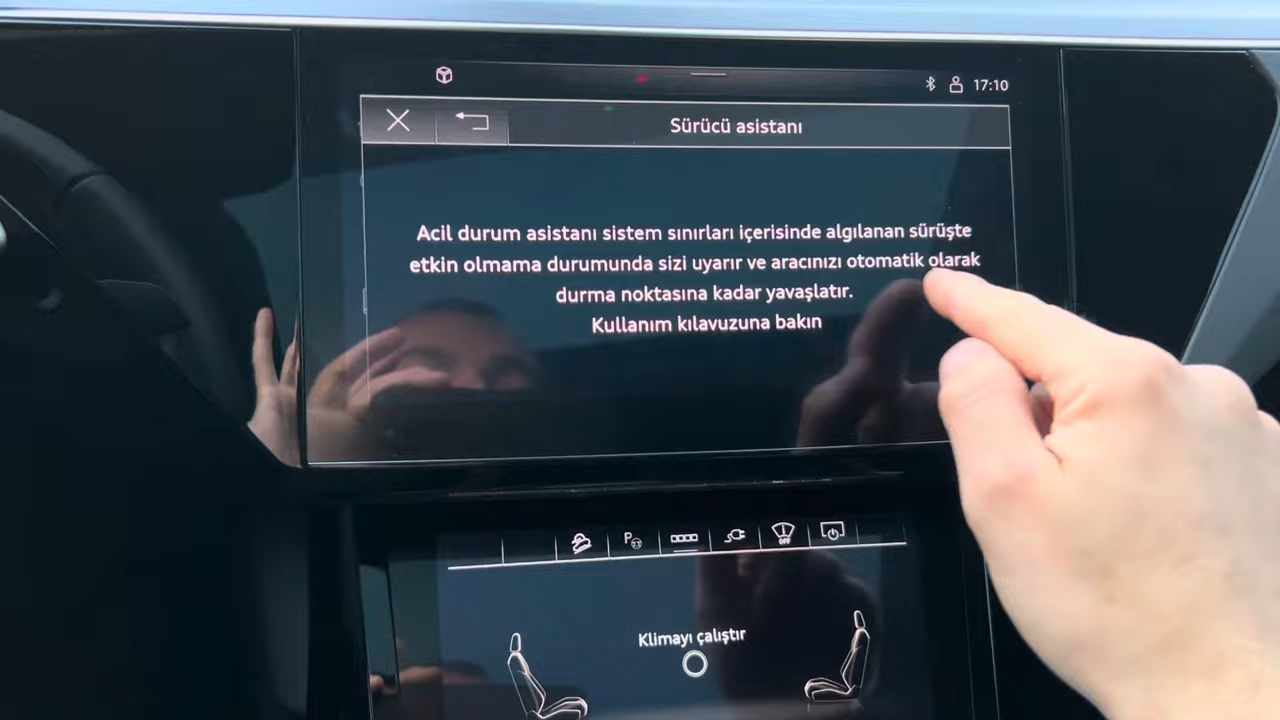 17:10
Sürücü asistanı
Acil durum asistanı sistem sınırları içerisinde algılanan sürüşte
etkin olmama durumunda sizi uyarır ve aracınızı otomatik olarak
durma noktasına kadar yavaşlatır.
Kullanım kılavuzuna bakın
P
OFF
Klimayı çalıştır